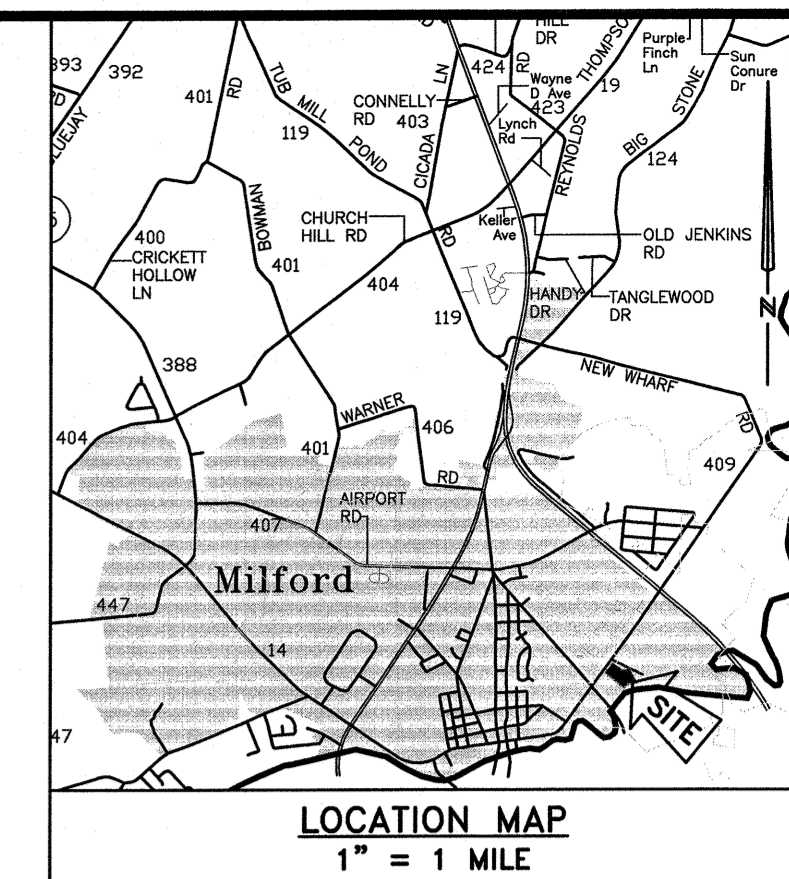 HILL
DR
424
RD
THOMPSO
19
Purple
Finch
Ln
Sun
Conure
Dr
393
RD
392
LUEJAY
401
RD
TUB MILL POND
119
CONNELLY
RD
403
CICADA LN
Wayne
D Ave
423
Lynch
Rd
REYNOLDS
BIG STONE
124
400
CRICKETT
HOLLOW
LN
BOWMAN
401
CHURCH
HILL RD
404
RD
119
Keller
Ave
OLD JENKINS
RD
HANDY
DR
TANGLEWOOD
DR
N
388
404
WARNER
406
RD
401
NEW WHARF
RD
409
407
AIRPORT
RD
Milford
447
14
47
SITE
LOCATION MAP
1" = 1 MILE